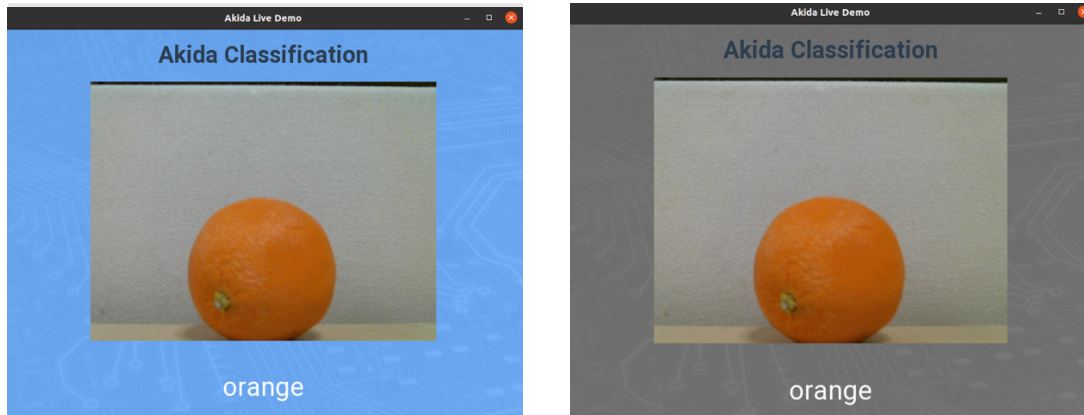 Akida Live Demo
Akida Classification
orange
Akida Live Demo
Akida Classification
orange